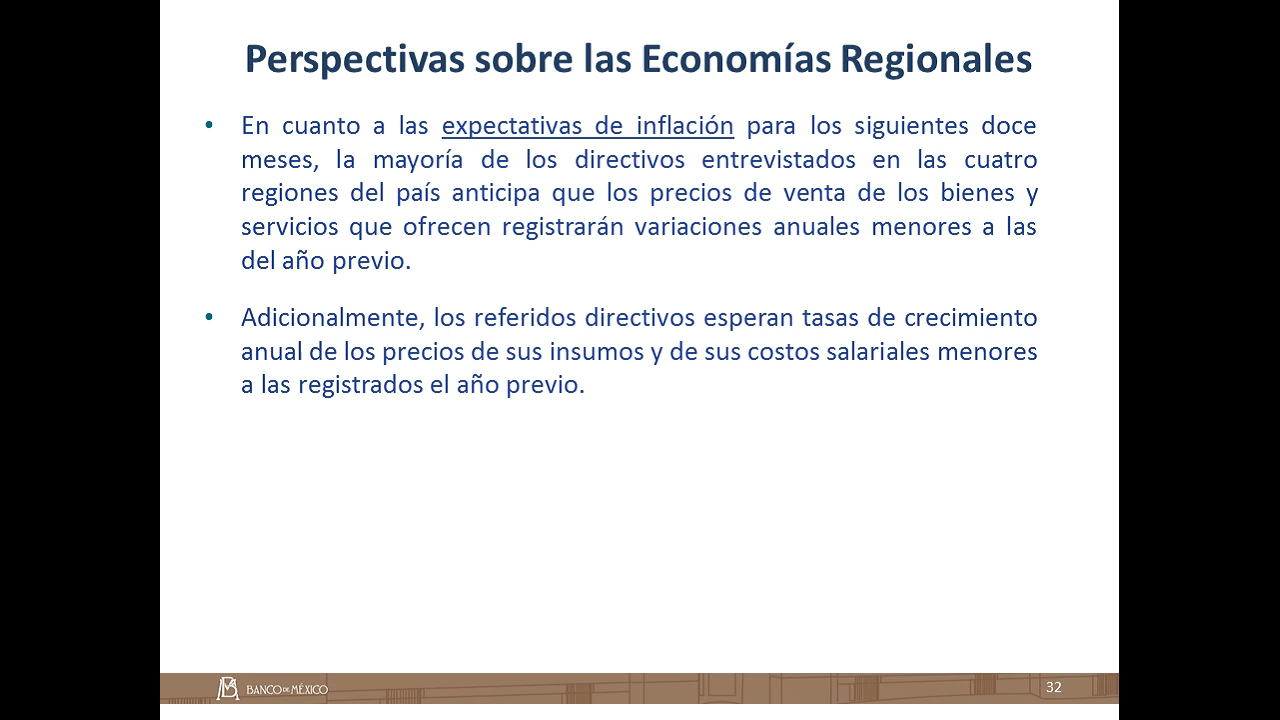 Perspectivas sobre las Economías Regionales
• En cuanto a las expectativas de inflación para los siguientes doce
meses, la mayoría de los directivos entrevistados en las cuatro
regiones del país anticipa que los precios de venta de los bienes y
servicios que ofrecen registrarán variaciones anuales menores a las
del año previo.
• Adicionalmente, los referidos directivos esperan tasas de crecimiento
anual de los precios de sus insumos y de sus costos salariales menores
a las registrados el año previo.
BANCO DE MÉXICO
32